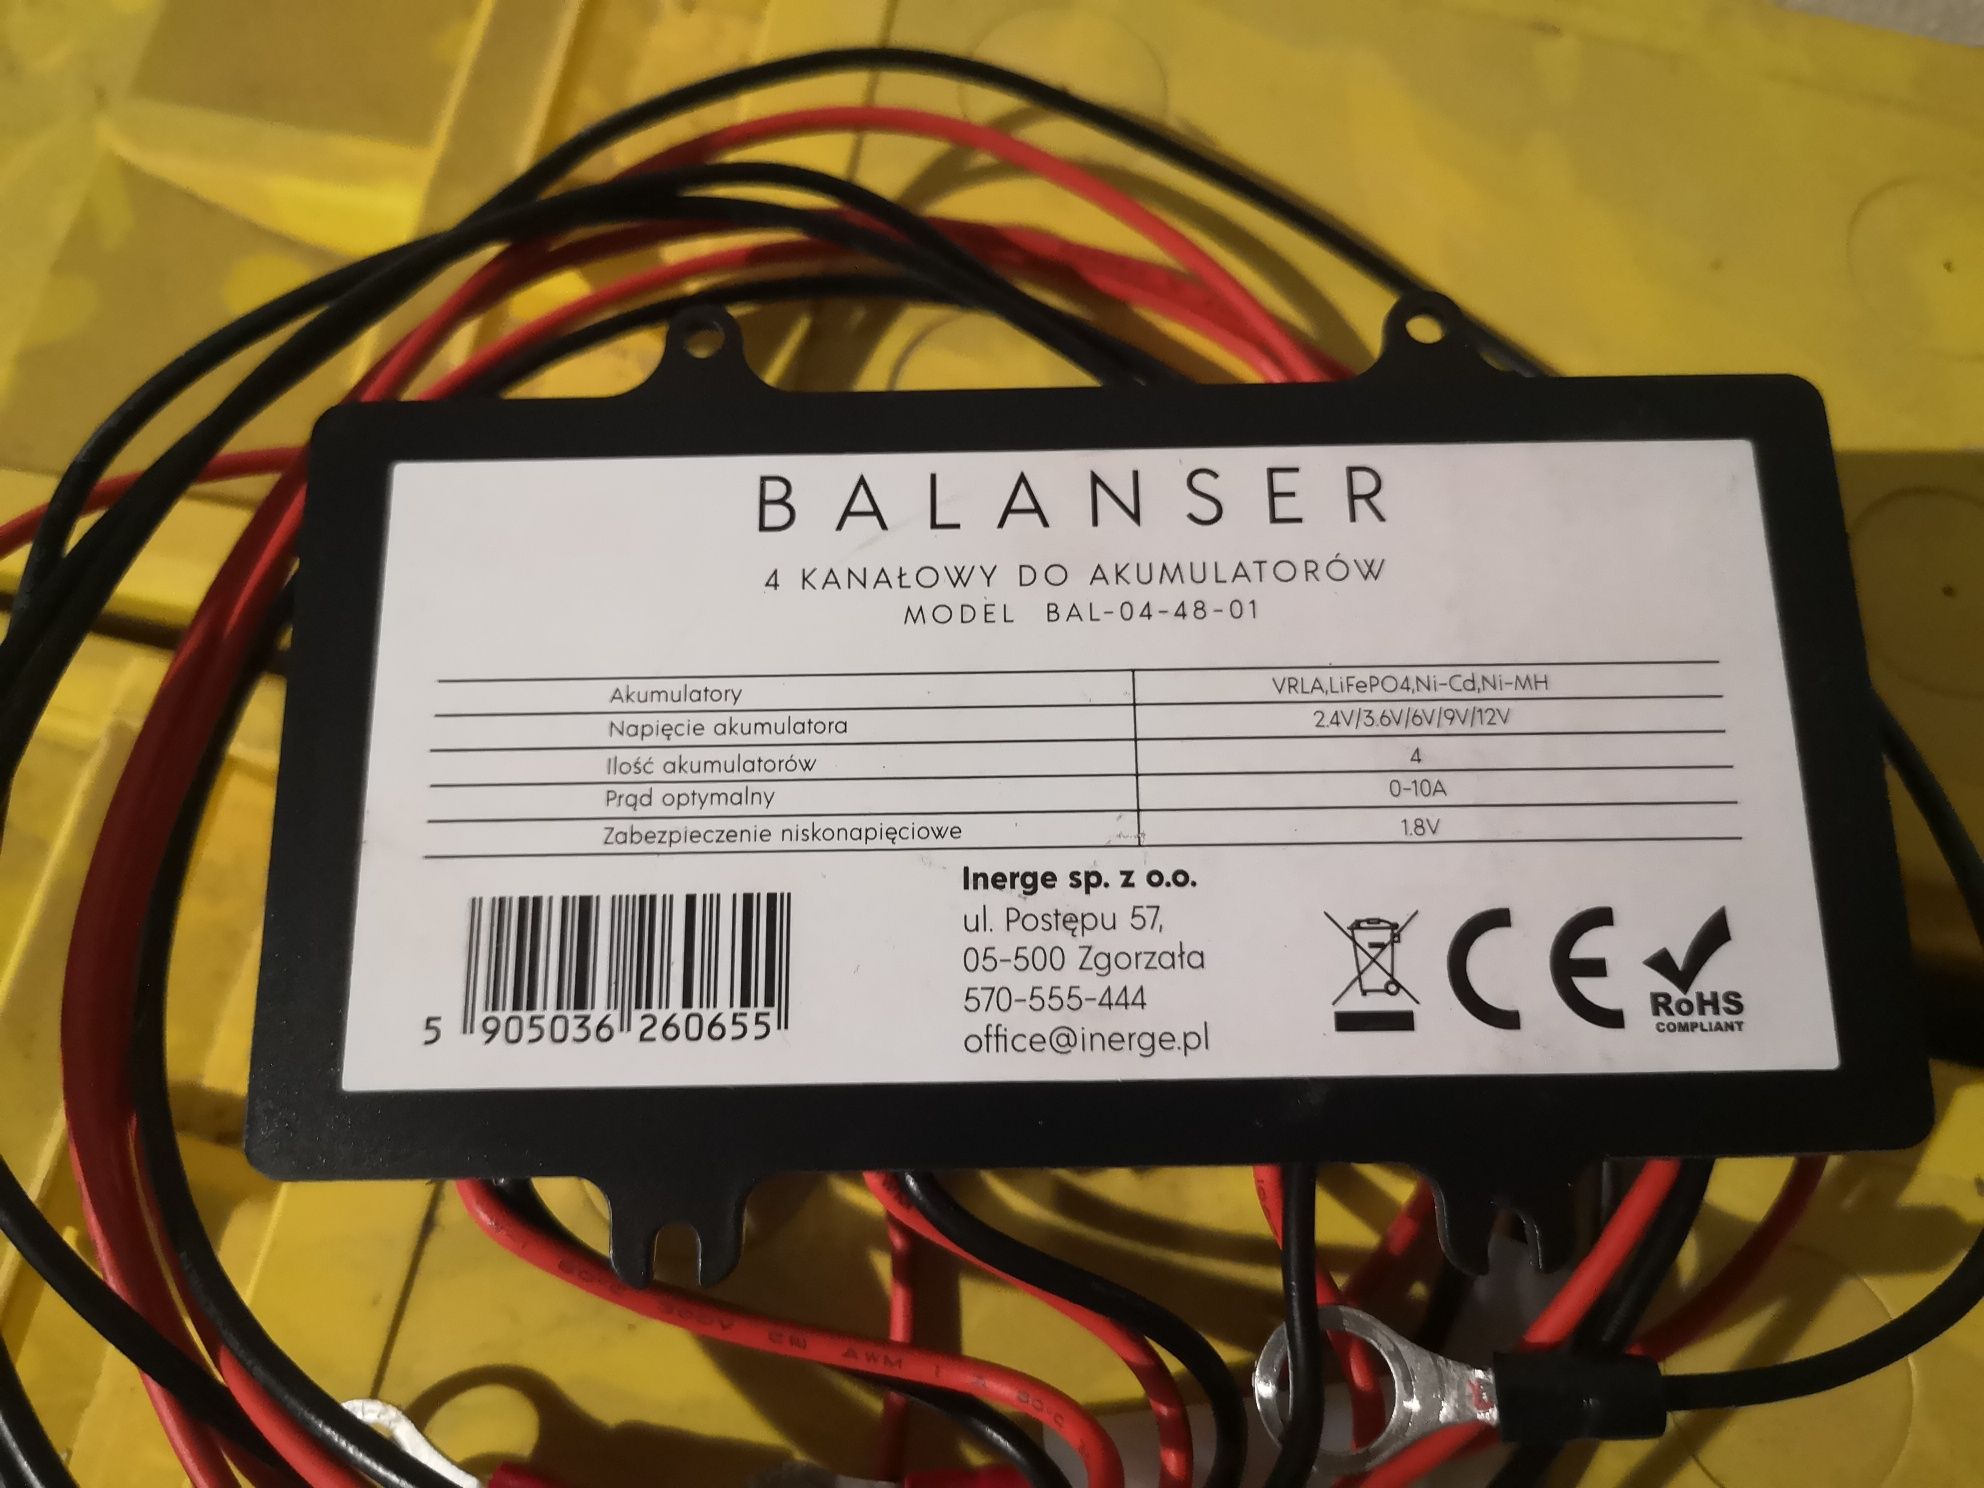 BALANSER
4 KANAŁOWY DO AKUMULATORÓW
MODEL BAL-04-48-01
Akumulatory VRLA,LiFePO4,Ni-Cd,Ni-MH
Napięcie akumulatora 2.4V/3.6V/6V/9V/12V
Ilość akumulatorów 4
Prąd optymalny 0-10A
Zabezpieczenie niskonapięciowe 1.8V
Inerge sp. z o.o.
ul. Postępu 57,
05-500 Zgorzała
570-555-444
office@inerge.pl
5 905036 260655
CE
RoHS
COMPLIANT
300V
AWM I A 80°C